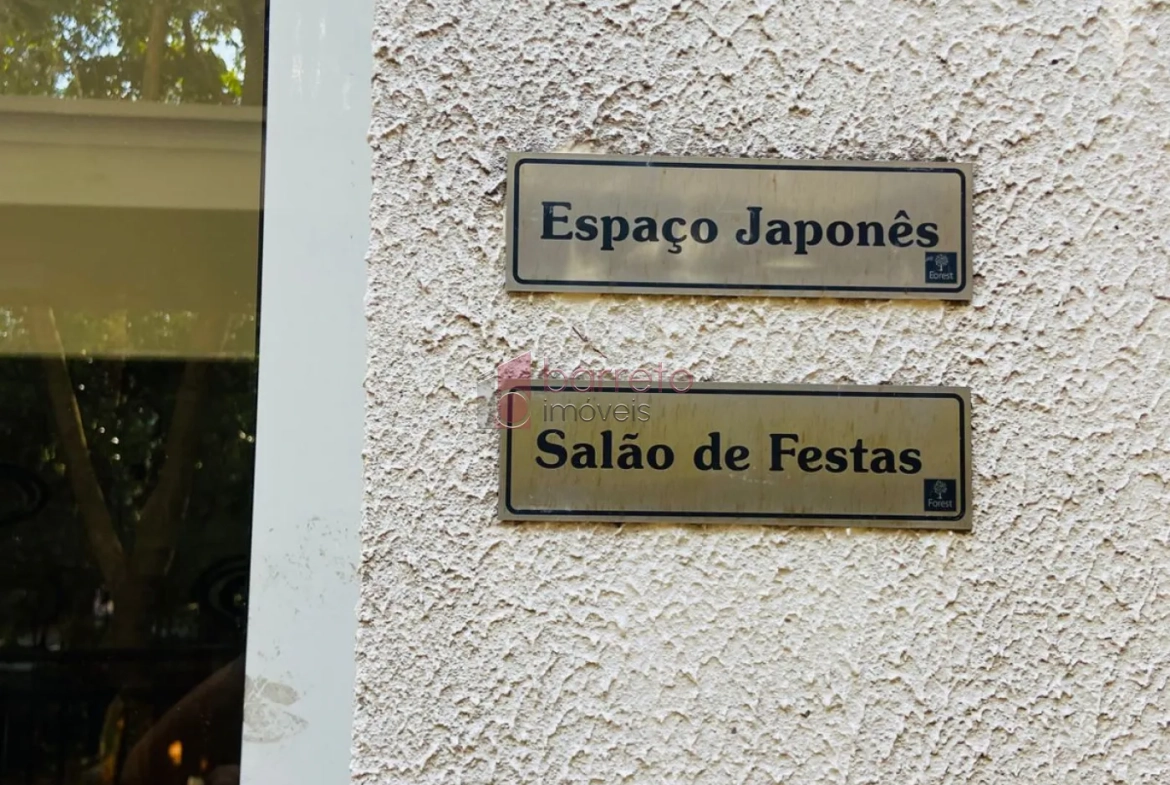 Espaço Japonês
Forest
barreto
imóveis
Salão de Festas
Forest